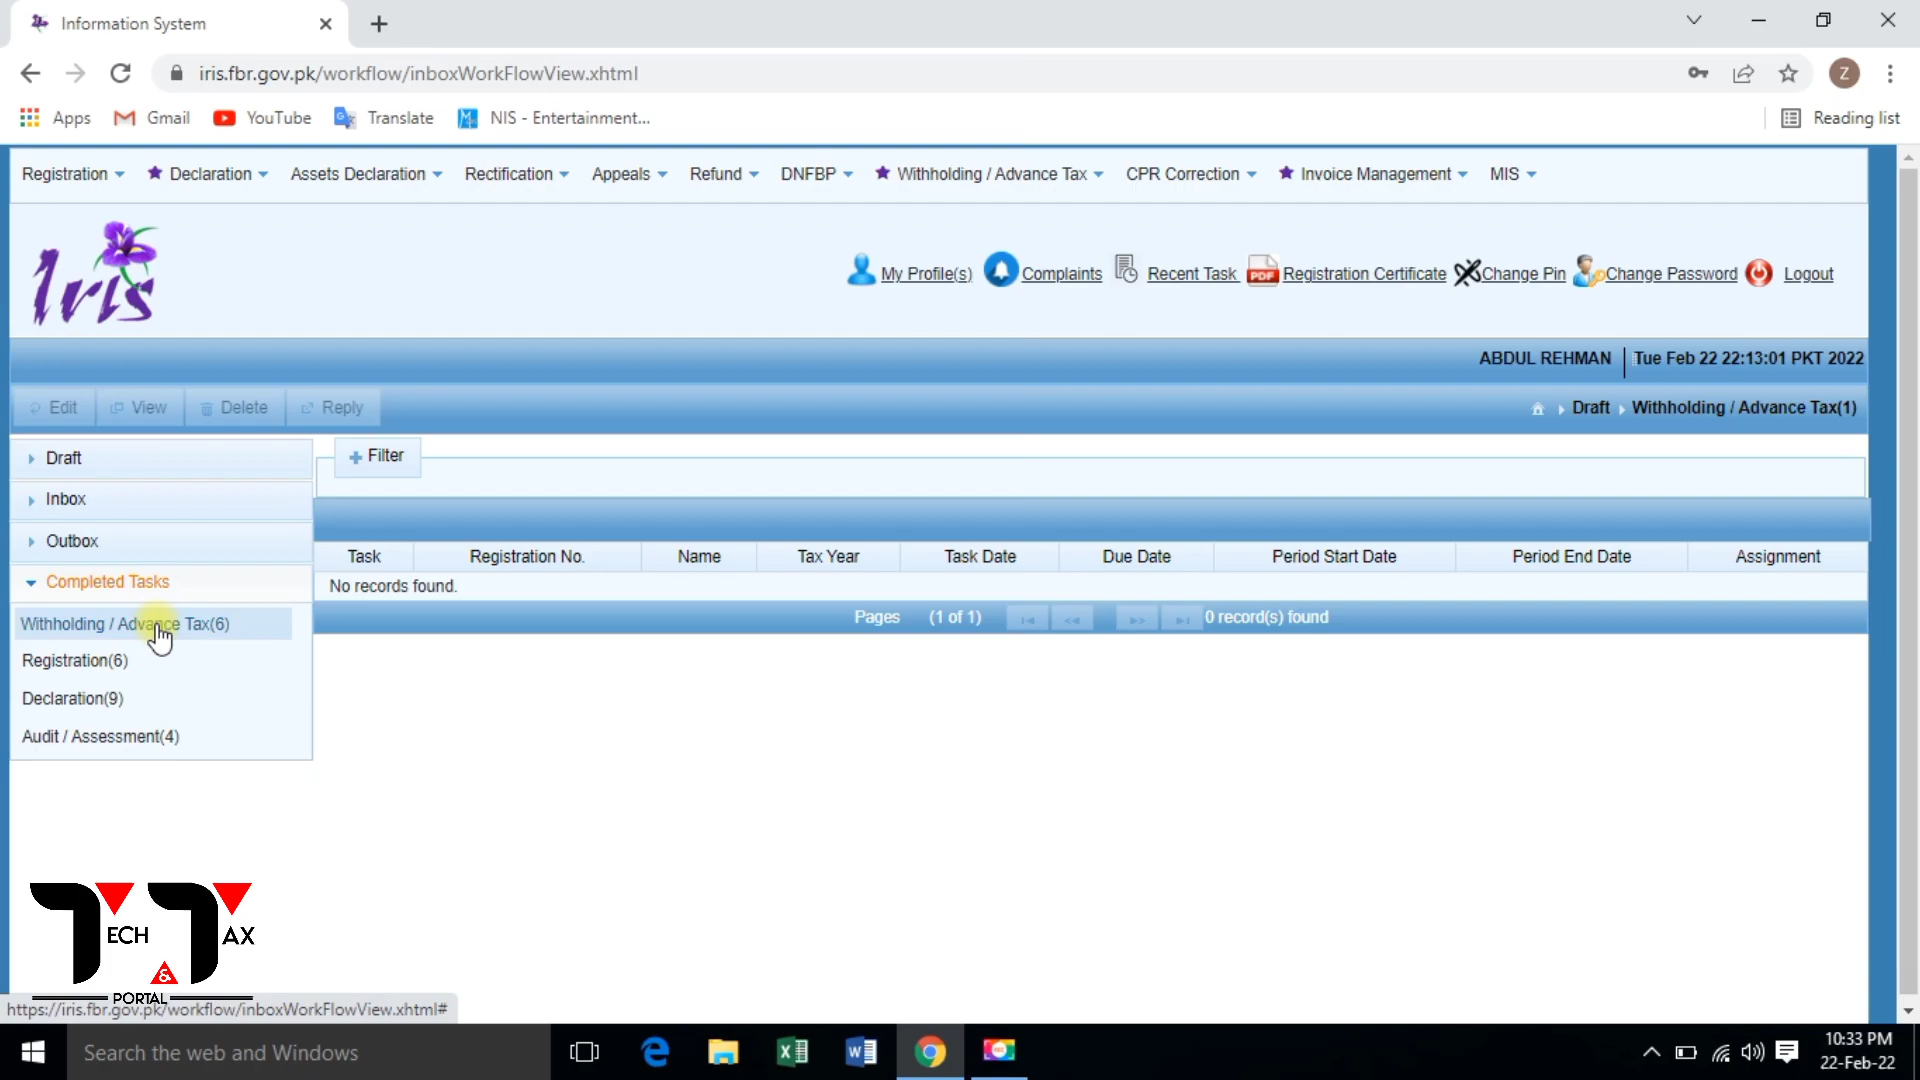 Information System
iris.fbr.gov.pk/workflow/inboxWorkFlowView.xhtml
Z
Apps Gmail YouTube Translate NIS - Entertainment... Reading list
Registration Declaration Assets Declaration Rectification Appeals Refund DNFBP Withholding / Advance Tax CPR Correction Invoice Management MIS
Iris
My Profile(s) Complaints Recent Task PDF Registration Certificate Change Pin Change Password Logout
ABDUL REHMAN Tue Feb 22 22:13:01 PKT 2022
Edit View Delete Reply Draft Withholding / Advance Tax(1)
Draft
Filter
Inbox
Outbox
Task Registration No. Name Tax Year Task Date Due Date Period Start Date Period End Date Assignment
Completed Tasks
No records found.
Pages (1 of 1) 0 record(s) found
Withholding / Advance Tax(6)
Registration(6)
Declaration(9)
Audit / Assessment(4)
TECH & TAX
PORTAL
https://iris.fbr.gov.pk/workflow/inboxWorkFlowView.xhtml#
Search the web and Windows
10:33 PM
22-Feb-22